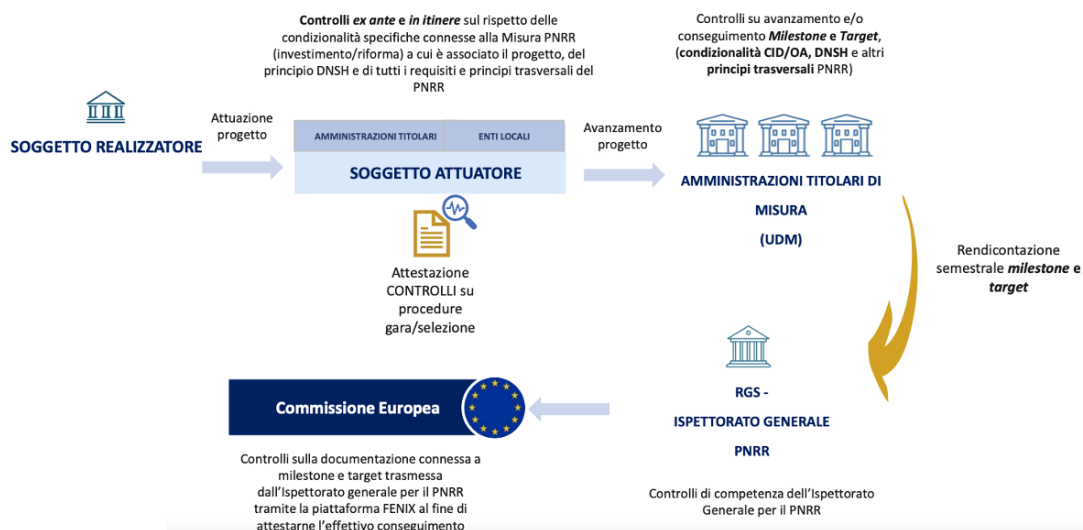 Controlli ex ante e in itinere sul rispetto delle
condizionalità specifiche connesse alla Misura PNRR
(investimento/riforma) a cui è associato il progetto, del
principio DNSH e di tutti i requisiti e principi trasversali del
PNRR
Controlli su avanzamento e/o
conseguimento Milestone e Target,
(condizionalità CID/OA, DNSH e altri
principi trasversali PNRR)
SOGGETTO REALIZZATORE
Attuazione
progetto
AMMINISTRAZIONI TITOLARI
ENTI LOCALI
SOGGETTO ATTUATORE
Avanzamento
progetto
AMMINISTRAZIONI TITOLARI DI
MISURA
(UDM)
Attestazione
CONTROLLI su
procedure
gara/selezione
Rendicontazione
semestrale milestone e
target
RGS -
ISPETTORATO GENERALE
PNRR
Controlli di competenza dell'Ispettorato
Generale per il PNRR
Commissione Europea
Controlli sulla documentazione connessa a
milestone e target trasmessa
dall'Ispettorato generale per il PNRR
tramite la piattaforma FENIX al fine di
attestarne l'effettivo conseguimento